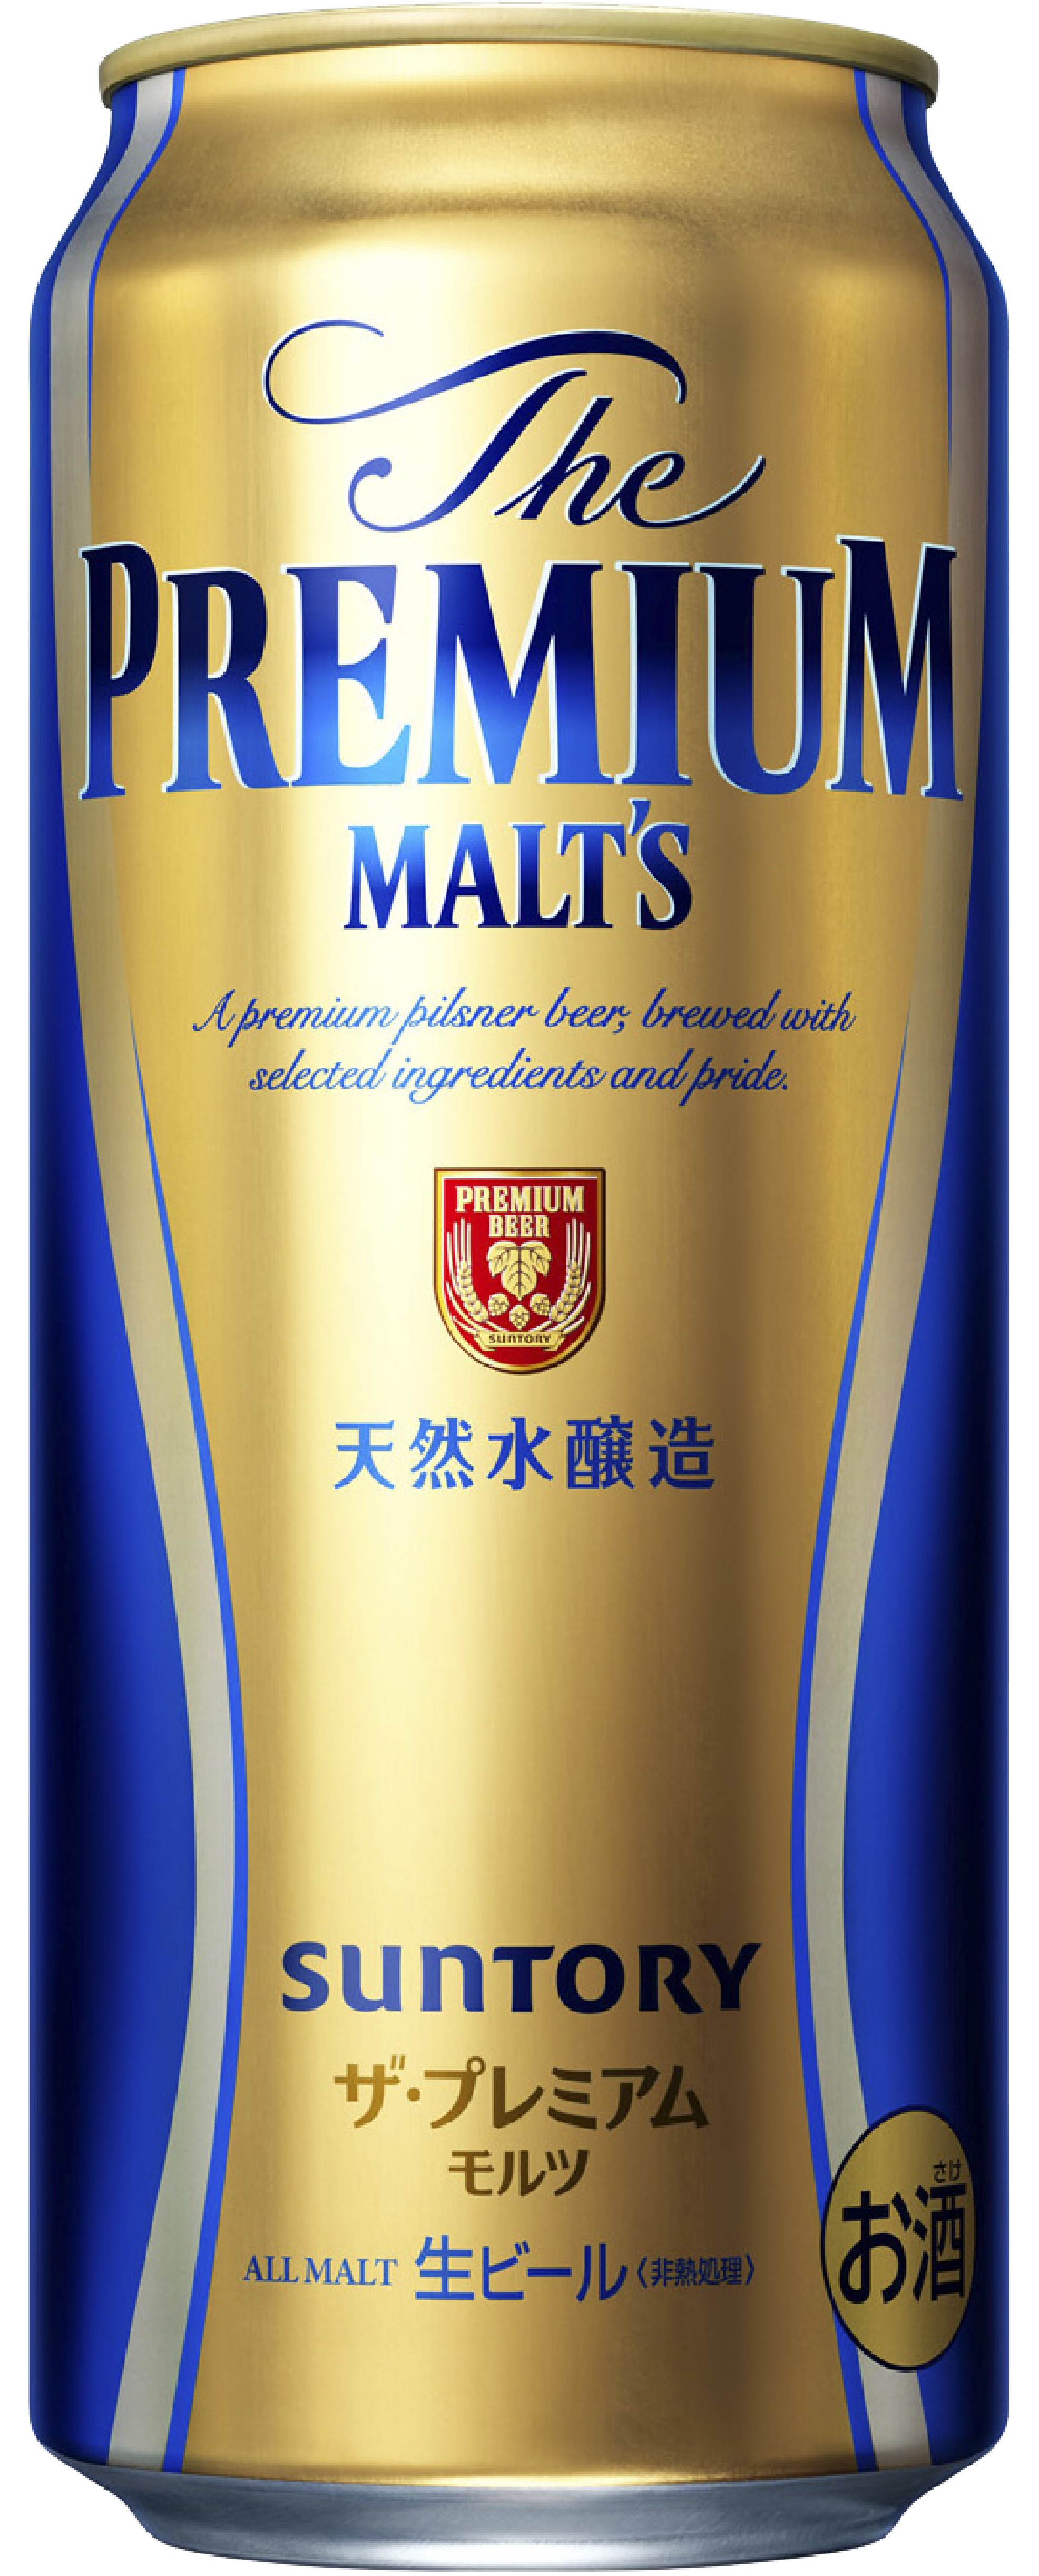 The
PREMIUM
MALT'S
A premium pilsner beer, brewed with
selected ingredients and pride.
PREMIUM
BEER
SUNTORY
天然水醸造
SUNTORY
ザ・プレミアム
モルツ
ALL MALT 生ビール〈非熱処理〉
さけ
お酒